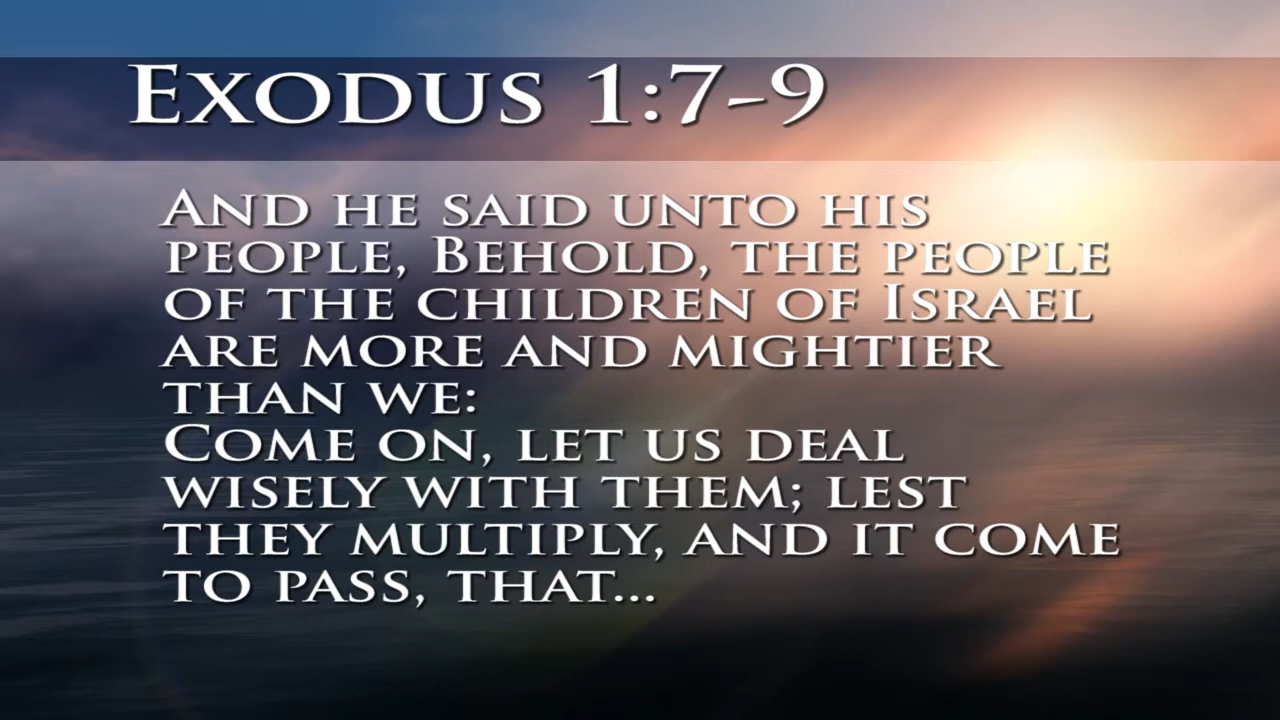 Exodus 1:7-9
And he said unto his
people, Behold, the people
of the children of Israel
are more and mightier
than we:
Come on, let us deal
wisely with them; lest
they multiply, and it come
to pass, that...